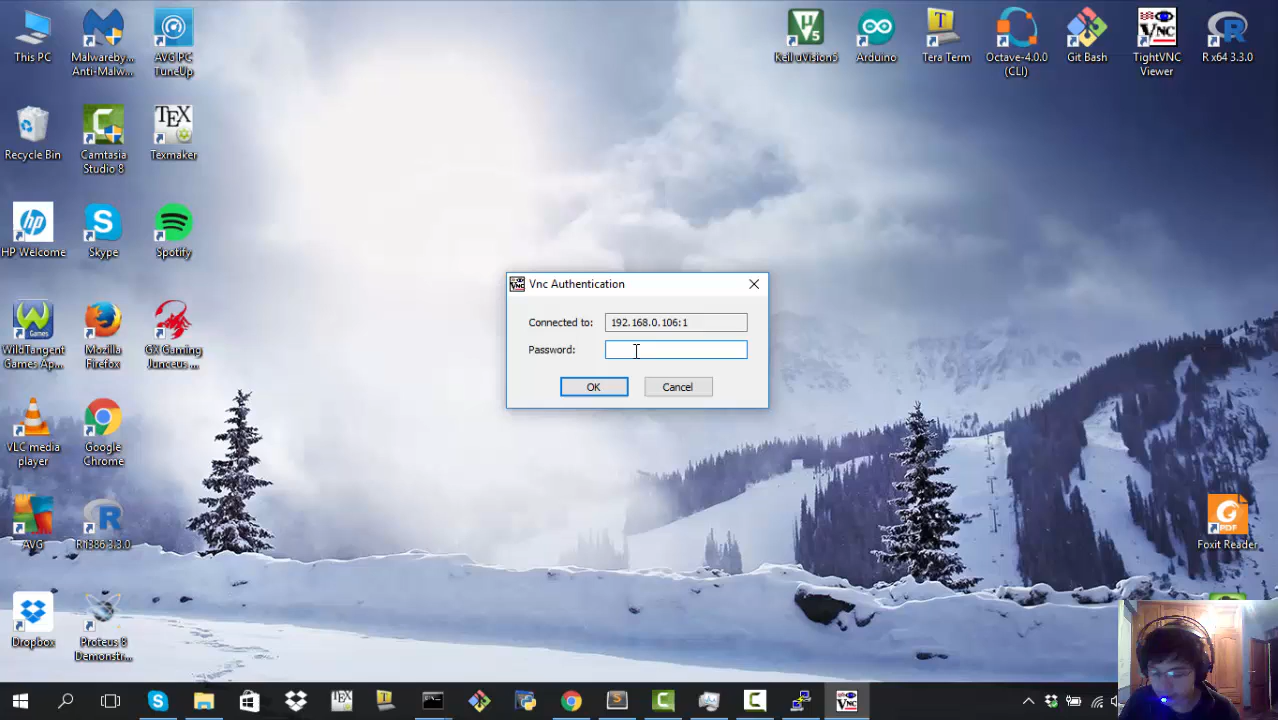 This PC
Malwareby...
Anti-Malw...
AVG PC
TuneUp
Keil uVision5
Arduino
Tera Term
Octave-4.0.0
(CLI)
Git Bash
TightVNC
Viewer
R x64 3.3.0
Recycle Bin
Camtasia
Studio 8
TEX
Texmaker
HP Welcome
Skype
Spotify
Vnc Authentication
Connected to:
192.168.0.106:1
Password:
OK
Cancel
WildTangent
Games Ap...
Mozilla
Firefox
GX Gaming
Junceus ...
VLC media
player
Google
Chrome
AVG
R i386 3.3.0
PDF
Foxit Reader
Dropbox
Proteus 8
Demonstr...